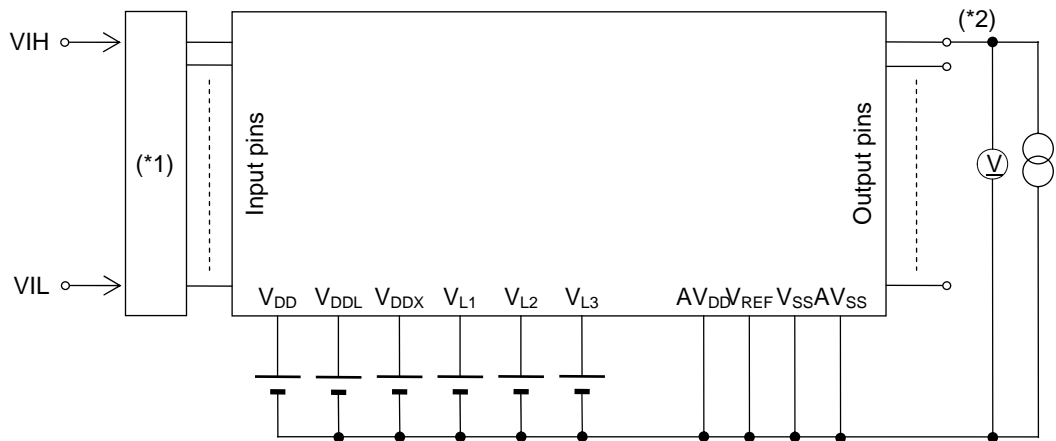 VIH
(*2)
(*1)
Input pins
Output pins
V
VIL
VDD VDDL VDDX VL1 VL2 VL3 AVDD VREF VSS AVSS